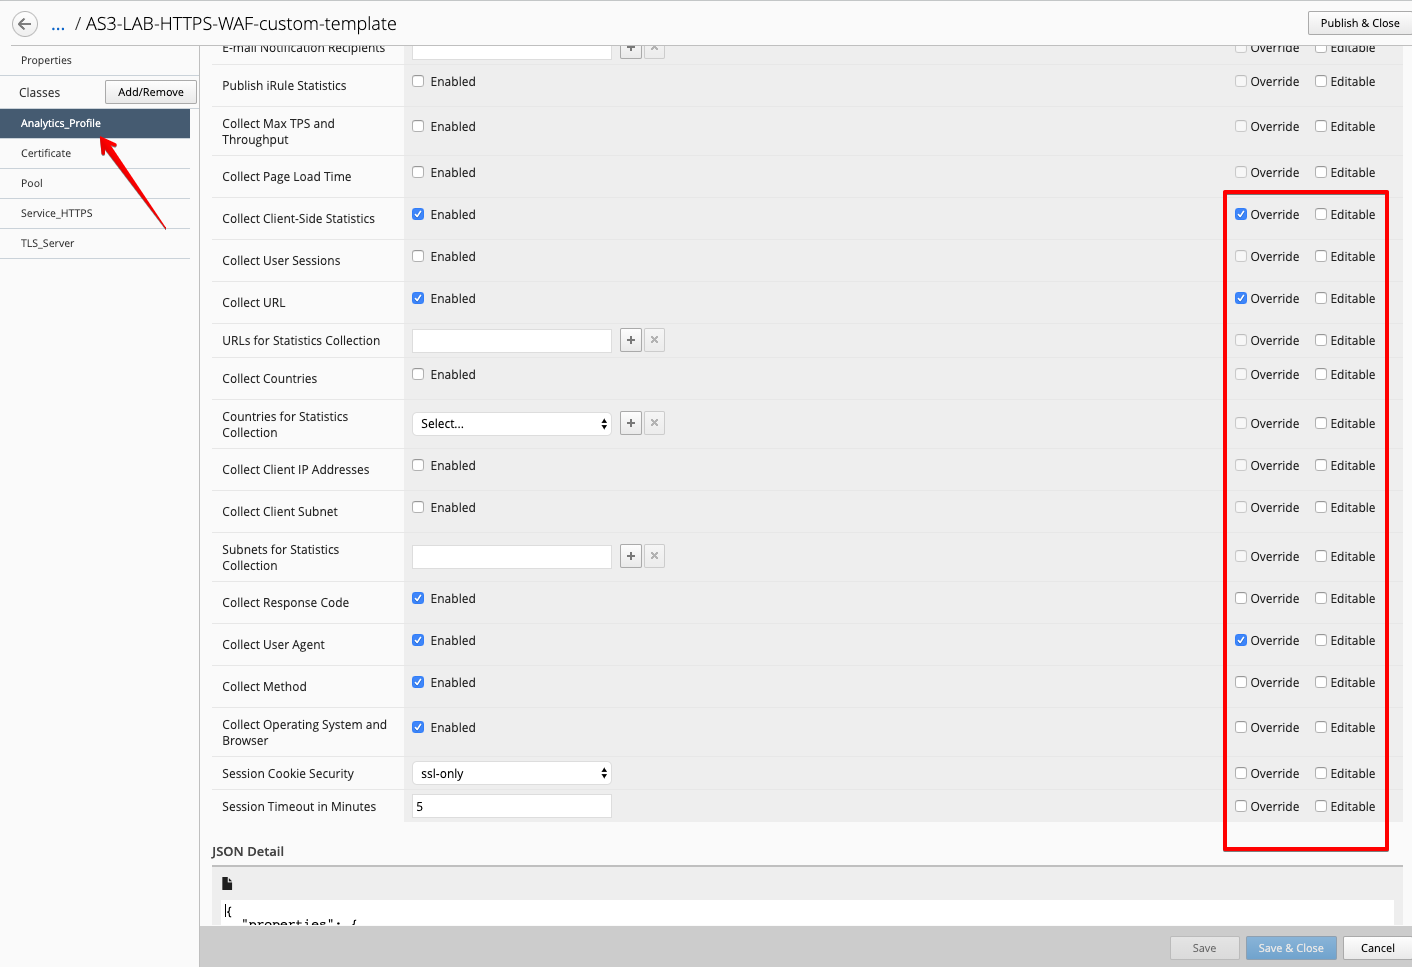 ... / AS3-LAB-HTTPS-WAF-custom-template
Publish & Close
Properties
Classes
Add/Remove
Analytics_Profile
Certificate
Pool
Service_HTTPS
TLS_Server
E-mail Notification Recipients
Override Editable
Publish iRule Statistics
Enabled
Override Editable
Collect Max TPS and
Throughput
Enabled
Override Editable
Collect Page Load Time
Enabled
Override Editable
Collect Client-Side Statistics
Enabled
Override Editable
Collect User Sessions
Enabled
Override Editable
Collect URL
Enabled
Override Editable
URLs for Statistics Collection
Override Editable
Collect Countries
Enabled
Override Editable
Countries for Statistics
Collection
Select...
Override Editable
Collect Client IP Addresses
Enabled
Override Editable
Collect Client Subnet
Enabled
Override Editable
Subnets for Statistics
Collection
Override Editable
Collect Response Code
Enabled
Override Editable
Collect User Agent
Enabled
Override Editable
Collect Method
Enabled
Override Editable
Collect Operating System and
Browser
Enabled
Override Editable
Session Cookie Security
ssl-only
Override Editable
Session Timeout in Minutes
5
Override Editable
JSON Detail
{
"properties": {
Save
Save & Close
Cancel